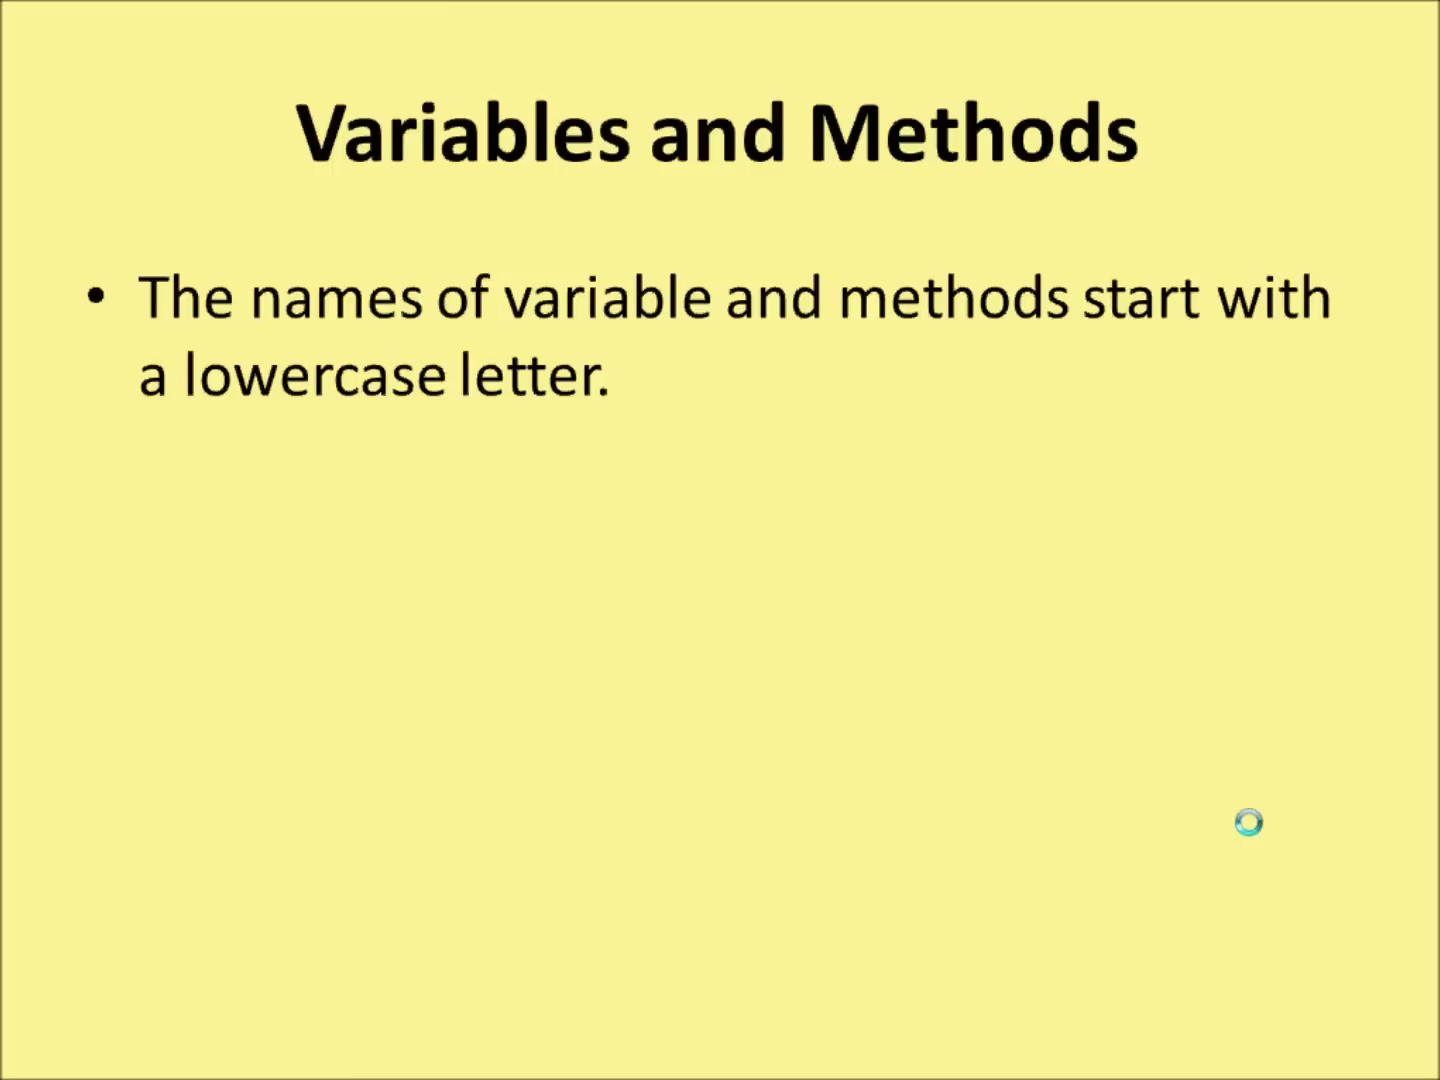 Variables and Methods
• The names of variable and methods start with
a lowercase letter.